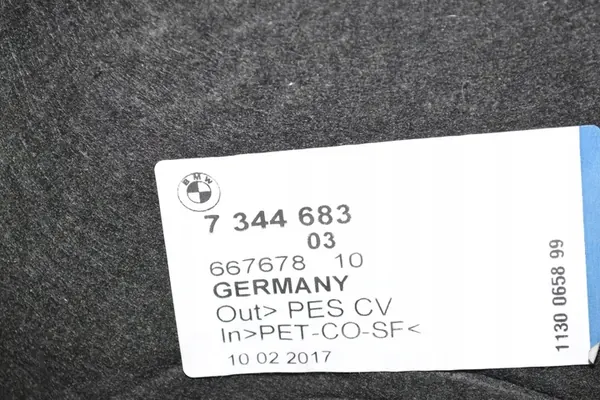 BMW
7 344 683
03
667678 10
GERMANY
Out> PES CV
In>PET-CO-SF<
10 02 2017
1130 0658 99